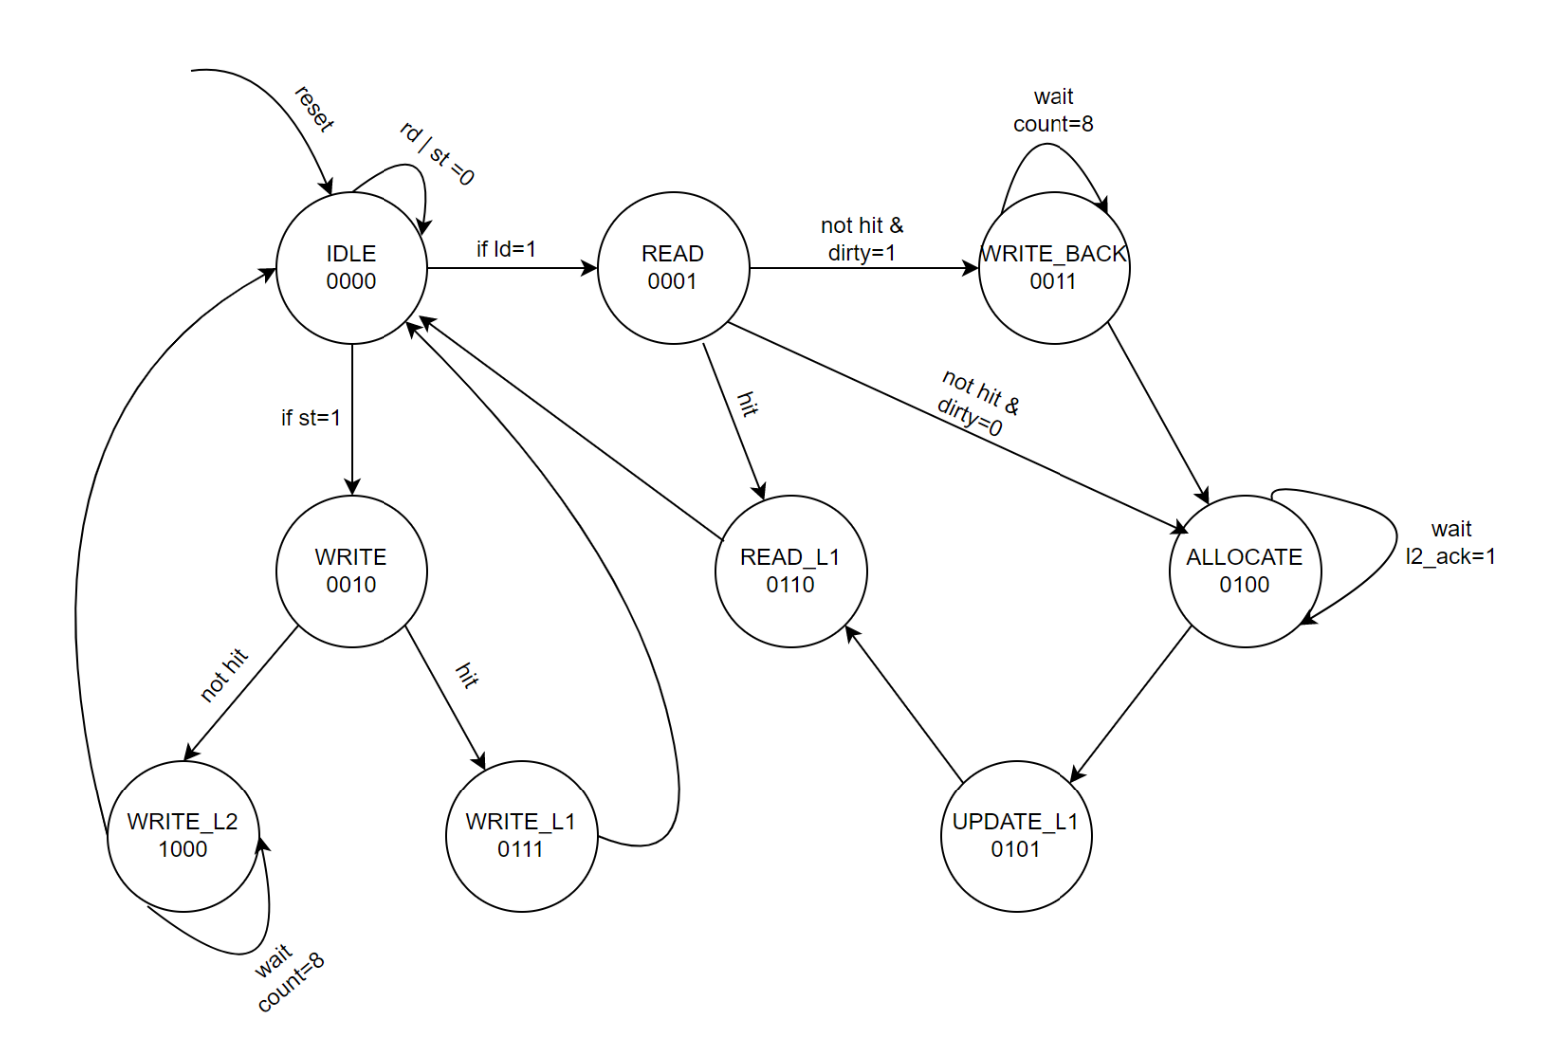 reset
rd | st =0
wait
count=8
IDLE
0000
if ld=1
READ
0001
not hit &
dirty=1
WRITE_BACK
0011
if st=1
hit
not hit &
dirty=0
WRITE
0010
READ_L1
0110
ALLOCATE
0100
wait
l2_ack=1
not hit
hit
WRITE_L2
1000
WRITE_L1
0111
UPDATE_L1
0101
wait
count=8